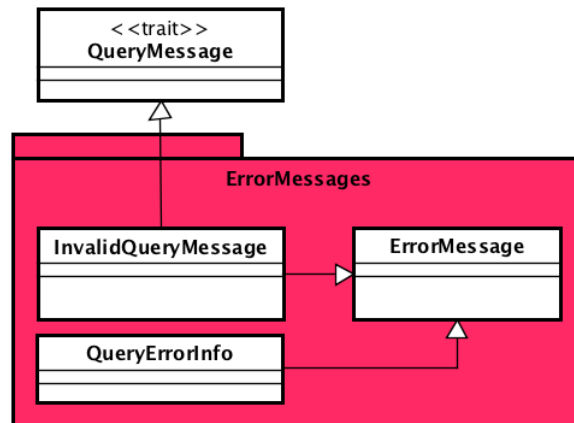 < <trait>>
QueryMessage
ErrorMessages
InvalidQueryMessage
ErrorMessage
QueryErrorInfo